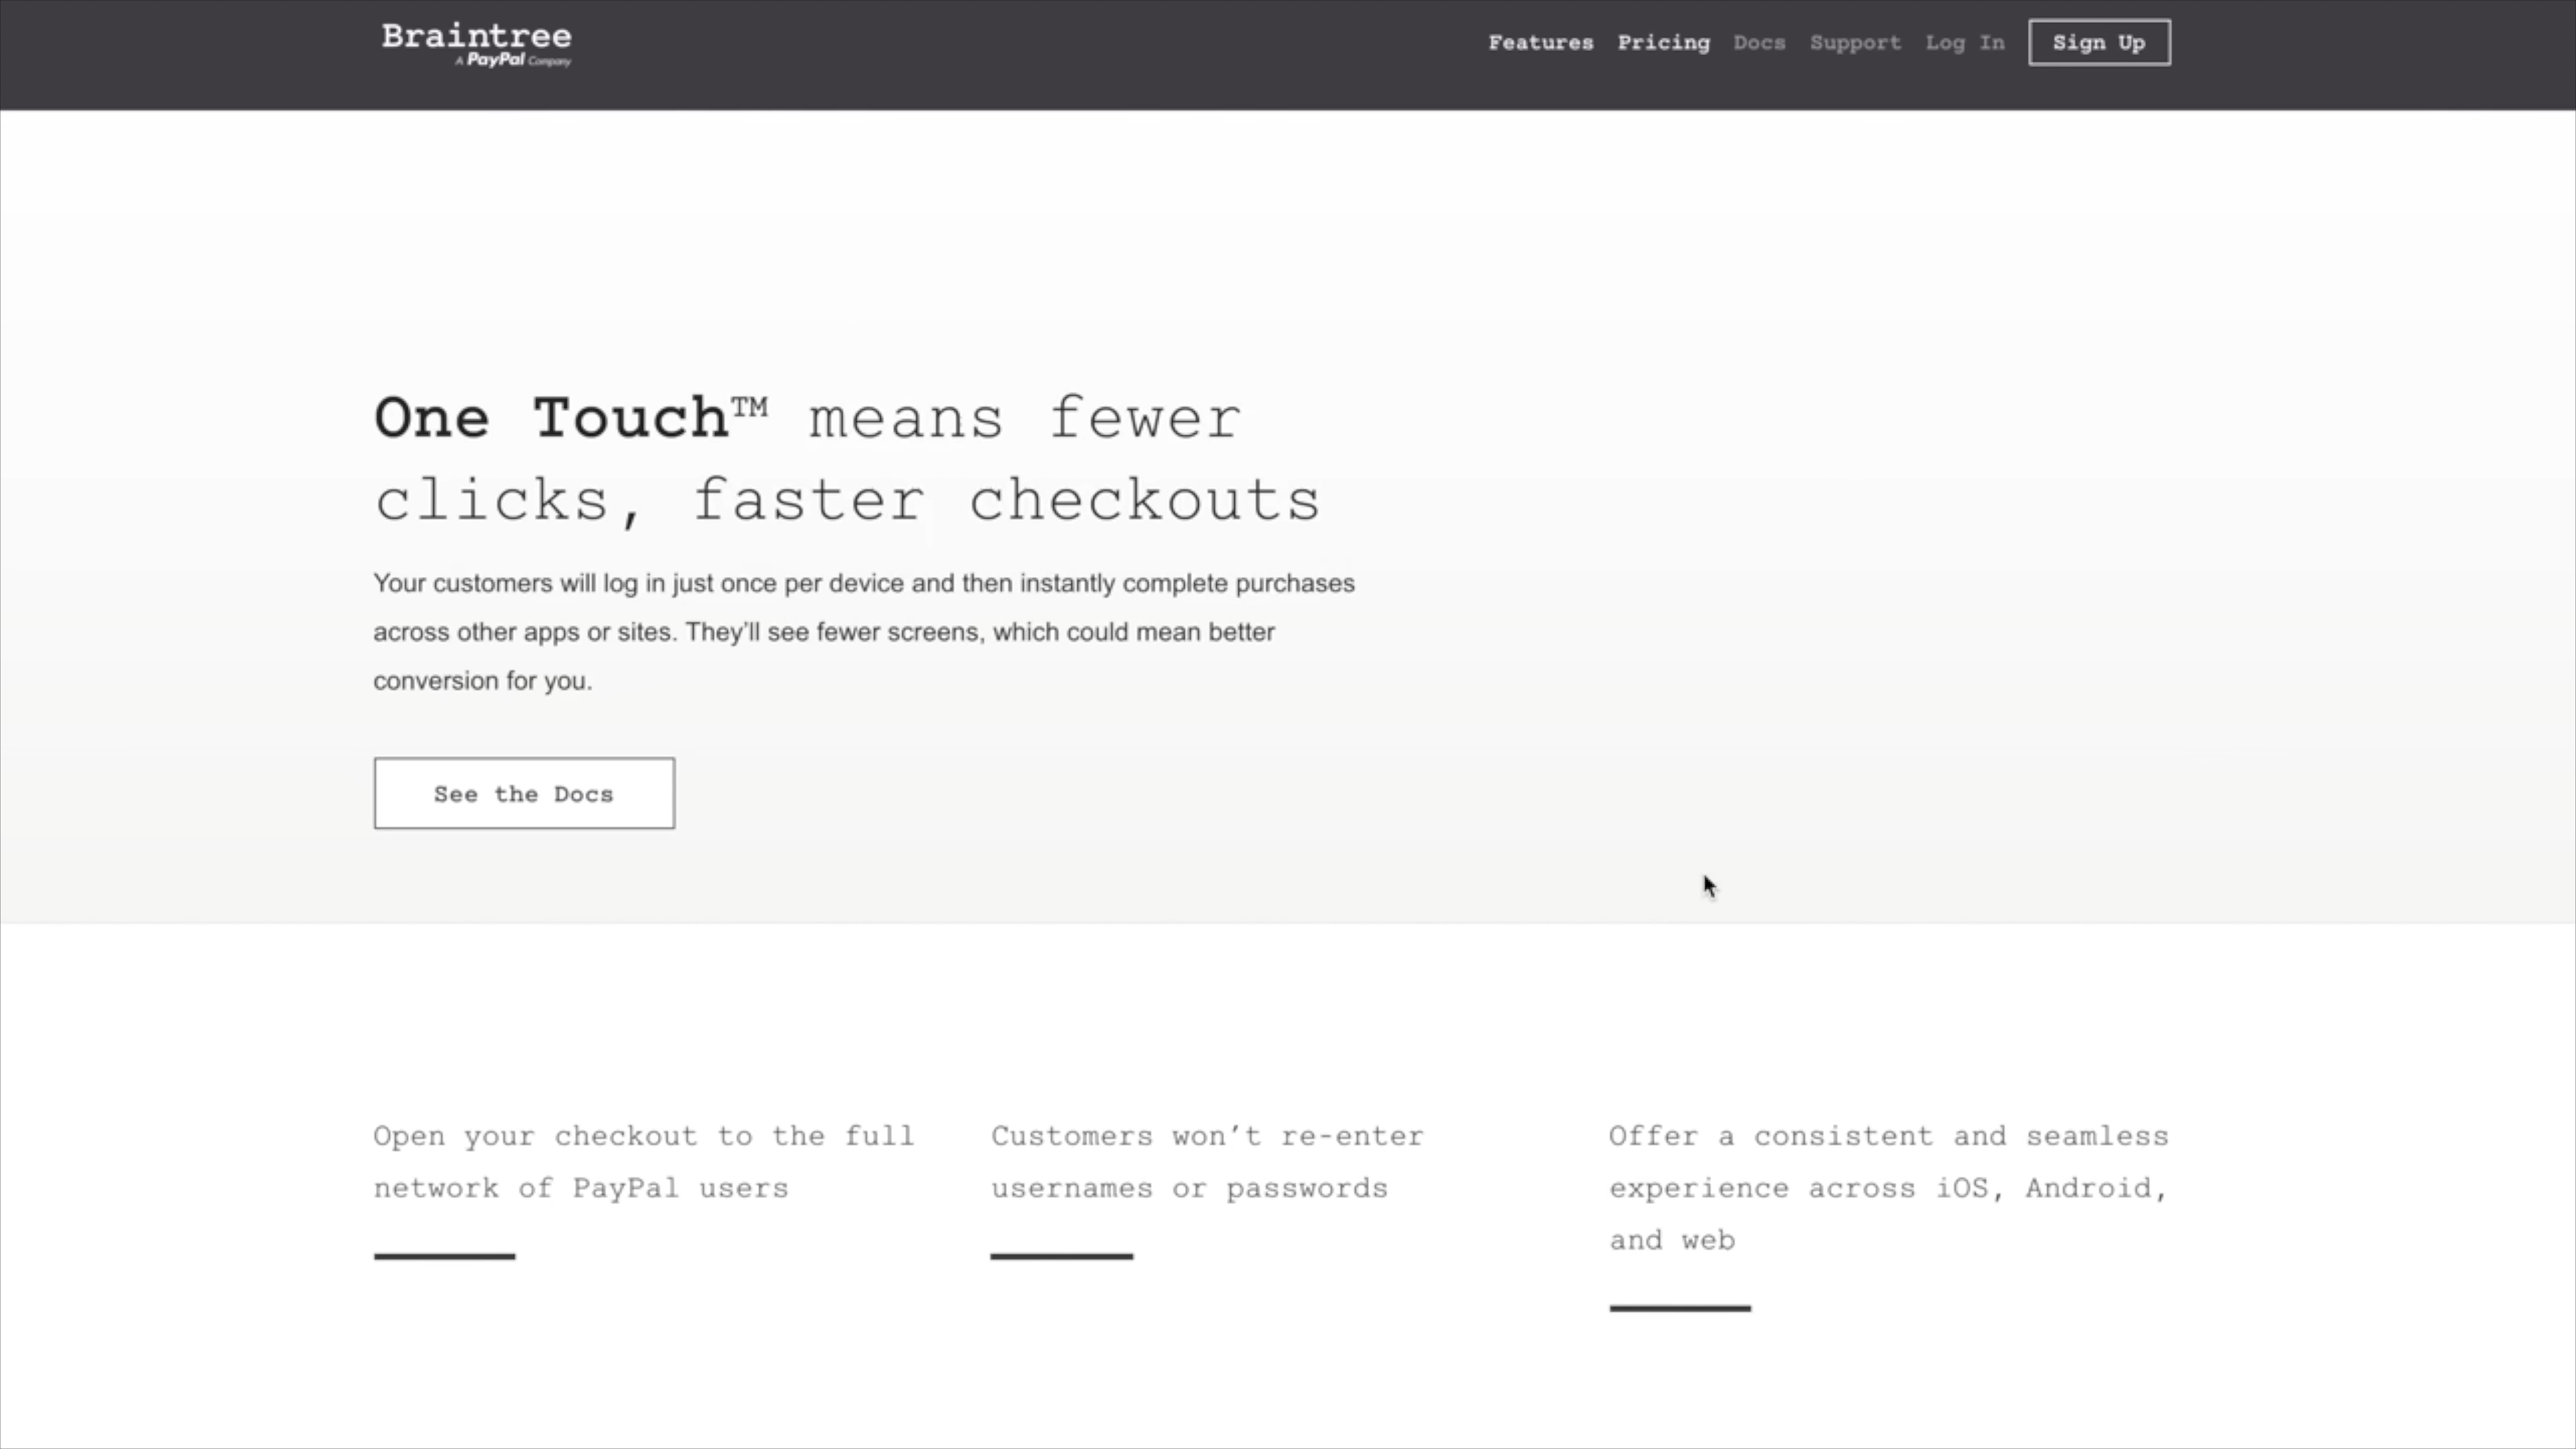 Braintree
A PayPal Company
Features Pricing Docs Support Log In Sign Up
One Touch™ means fewer
clicks, faster checkouts
Your customers will log in just once per device and then instantly complete purchases
across other apps or sites. They’ll see fewer screens, which could mean better
conversion for you.
See the Docs
Open your checkout to the full
network of PayPal users
Customers won’t re-enter
usernames or passwords
Offer a consistent and seamless
experience across iOS, Android,
and web